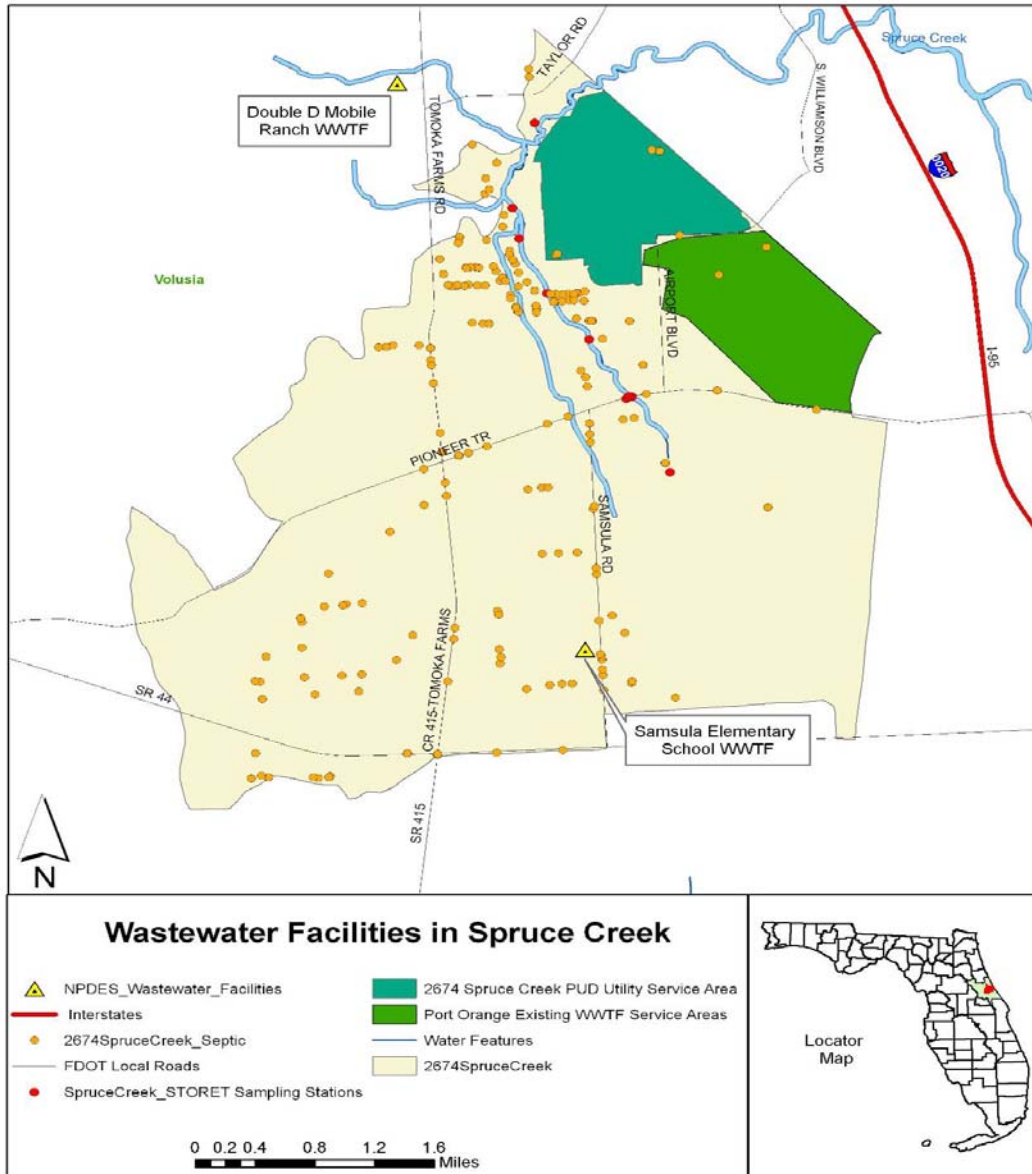 Spruce Creek
TAYLOR RD
S. WILLIAMSON BLVD
Double D Mobile
Ranch WWTF
TOMOKA FARMS RD
0020
Volusia
AIRPORT BLVD
I-95
PIONEER TR
SAMSULA RD
CR 415-TOMOKA FARMS
SR 44
Samsula Elementary
School WWTF
SR 415
N
Wastewater Facilities in Spruce Creek
NPDES_Wastewater_Facilities
Interstates
2674SpruceCreek_Septic
FDOT Local Roads
SpruceCreek_STORET Sampling Stations
2674 Spruce Creek PUD Utility Service Area
Port Orange Existing WWTF Service Areas
Water Features
2674SpruceCreek
0 0.2 0.4 0.8 1.2 1.6
Miles
Locator
Map